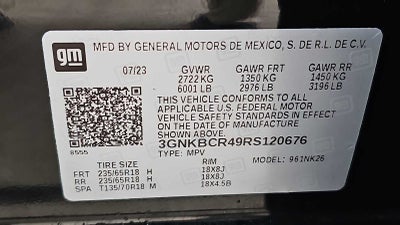 gm
MFD BY GENERAL MOTORS DE MEXICO, S. DE R.L. DE C.V.
07/23 GVWR GAWR FRT GAWR RR
2722 KG 1350 KG 1450 KG
6001 LB 2976 LB 3196 LB
THIS VEHICLE CONFORMS TO ALL
APPLICABLE U.S. FEDERAL MOTOR
VEHICLE SAFETY STANDARDS IN EFFECT
ON THE DATE OF MANUFACTURE
SHOWN ABOVE.
3GNKBCR49RS120676
8555 TYPE: MPV
TIRE SIZE RIM MODEL: 961NK26
FRT 235/65R18 H 18X8J
RR 235/65R18 H 18X8J
SPA T135/70R18 M 18X4.5B